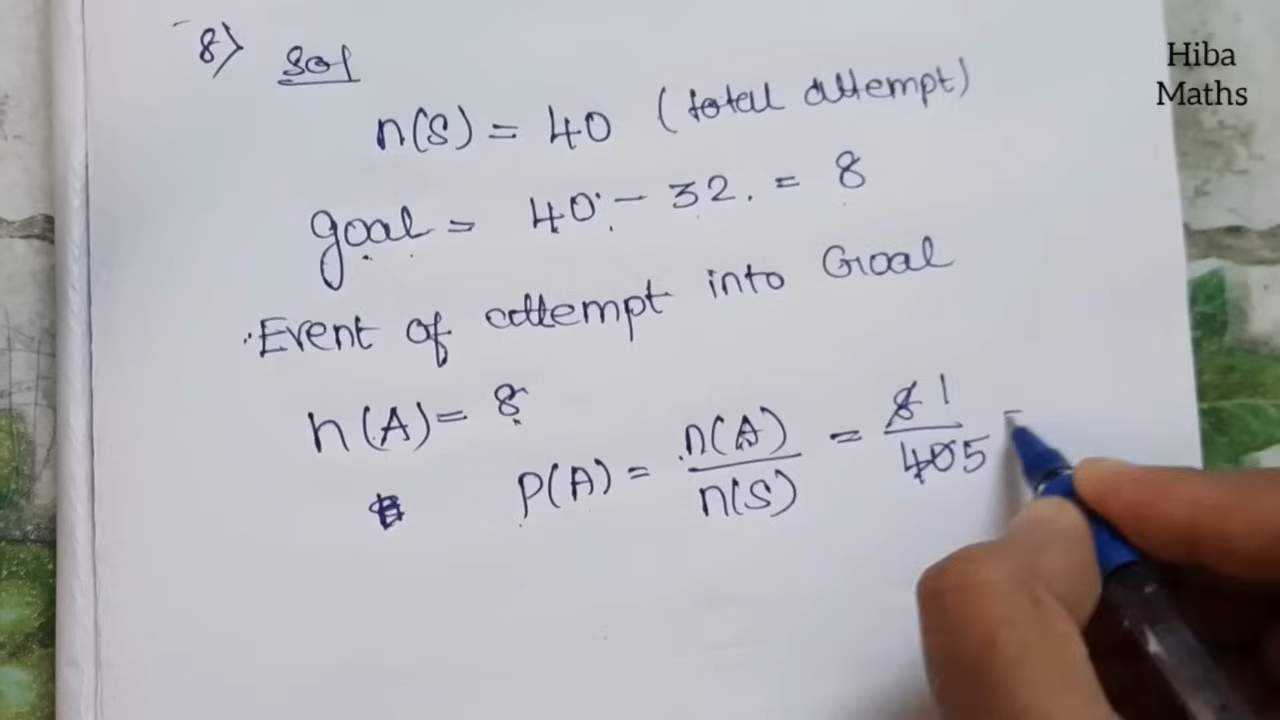 8) Sol
Hiba
Maths
n(S) = 40 (total attempt)
goal = 40 - 32. = 8
Event of attempt into Goal
n(A) = 8
P(A) = n(A)/n(S) = 8 1/40 5 =